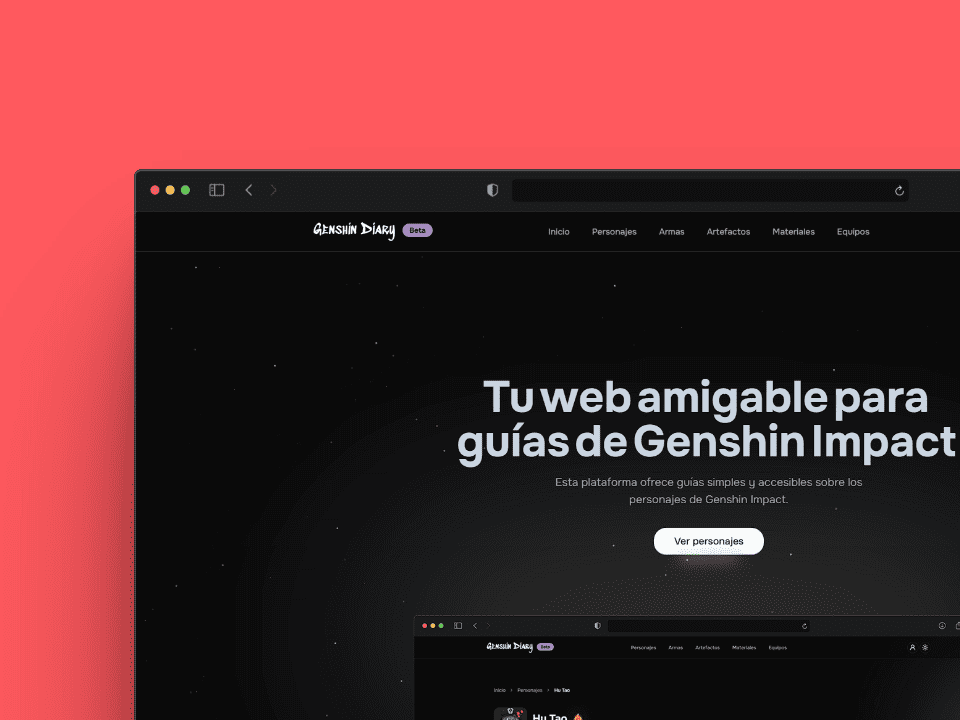 Genshin Diary Beta Inicio Personajes Armas Artefactos Materiales Equipos
Tu web amigable para
guías de Genshin Impact
Esta plataforma ofrece guías simples y accesibles sobre los
personajes de Genshin Impact.
Ver personajes
Genshin Diary Beta Personajes Armas Artefactos Materiales Equipos
Inicio > Personajes > Hu Tao
Hu Tao